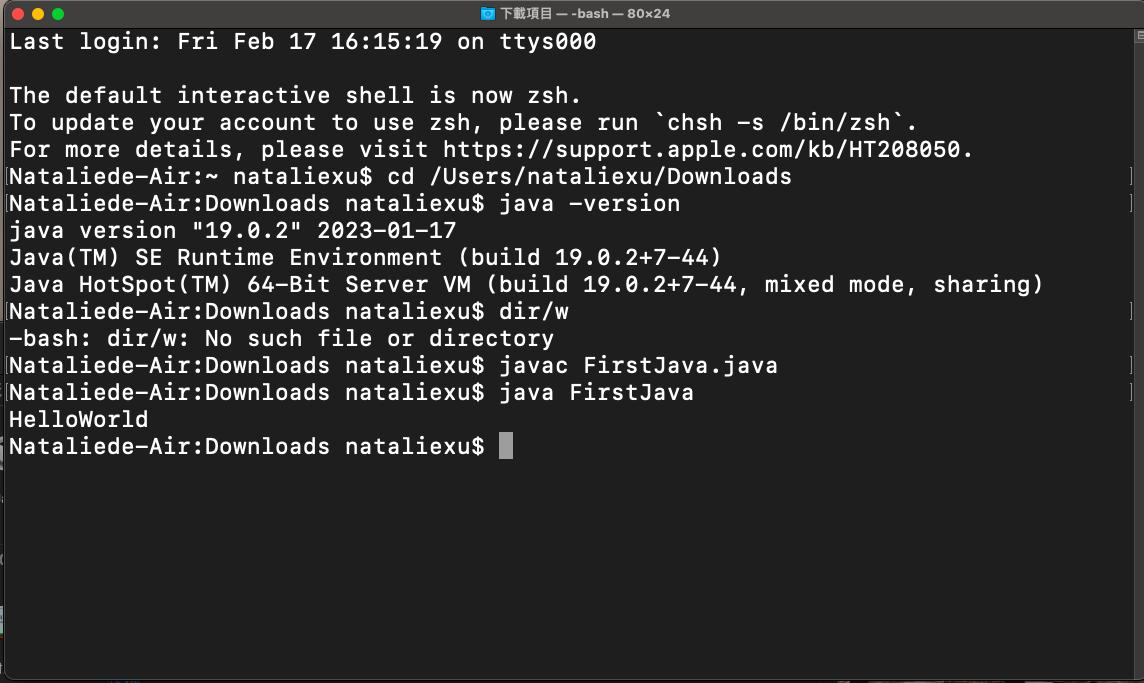 下載項目 — -bash — 80×24
Last login: Fri Feb 17 16:15:19 on ttys000
The default interactive shell is now zsh.
To update your account to use zsh, please run `chsh -s /bin/zsh`.
For more details, please visit https://support.apple.com/kb/HT208050.
[Nataliede-Air:~ nataliexu$ cd /Users/nataliexu/Downloads ]
[Nataliede-Air:Downloads nataliexu$ java -version ]
java version "19.0.2" 2023-01-17
Java(TM) SE Runtime Environment (build 19.0.2+7-44)
Java HotSpot(TM) 64-Bit Server VM (build 19.0.2+7-44, mixed mode, sharing)
[Nataliede-Air:Downloads nataliexu$ dir/w ]
-bash: dir/w: No such file or directory
[Nataliede-Air:Downloads nataliexu$ javac FirstJava.java ]
[Nataliede-Air:Downloads nataliexu$ java FirstJava ]
HelloWorld
Nataliede-Air:Downloads nataliexu$